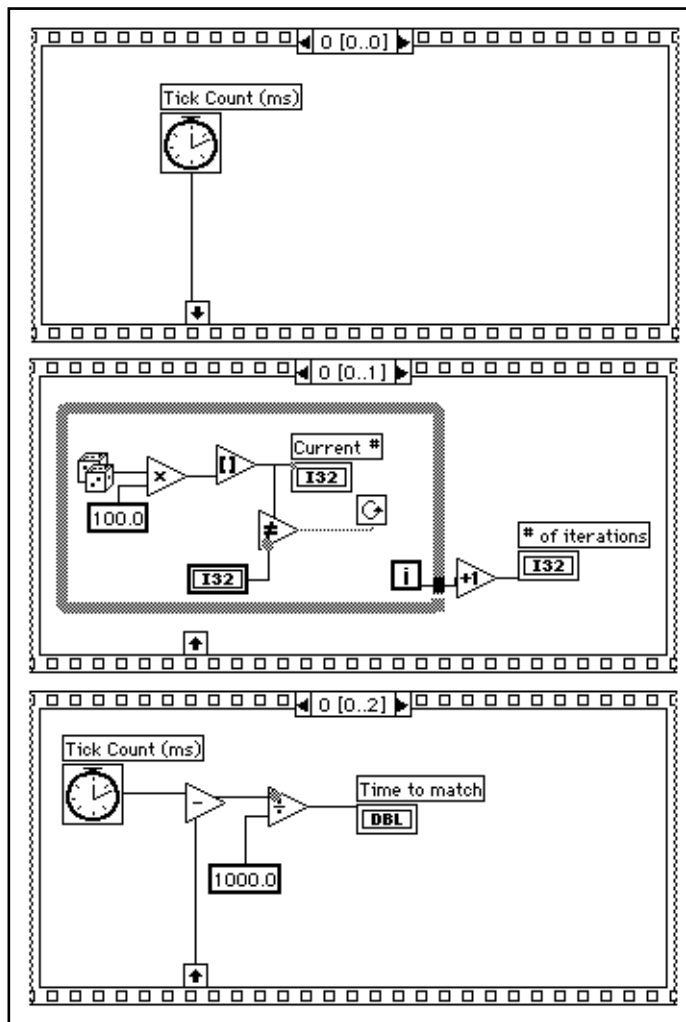 0 [0..0]
Tick Count (ms)
0 [0..1]
Current #
I32
×
[]
100.0
≠
# of iterations
I32
I32
i
+1
0 [0..2]
Tick Count (ms)
Time to match
−
÷
DBL
1000.0